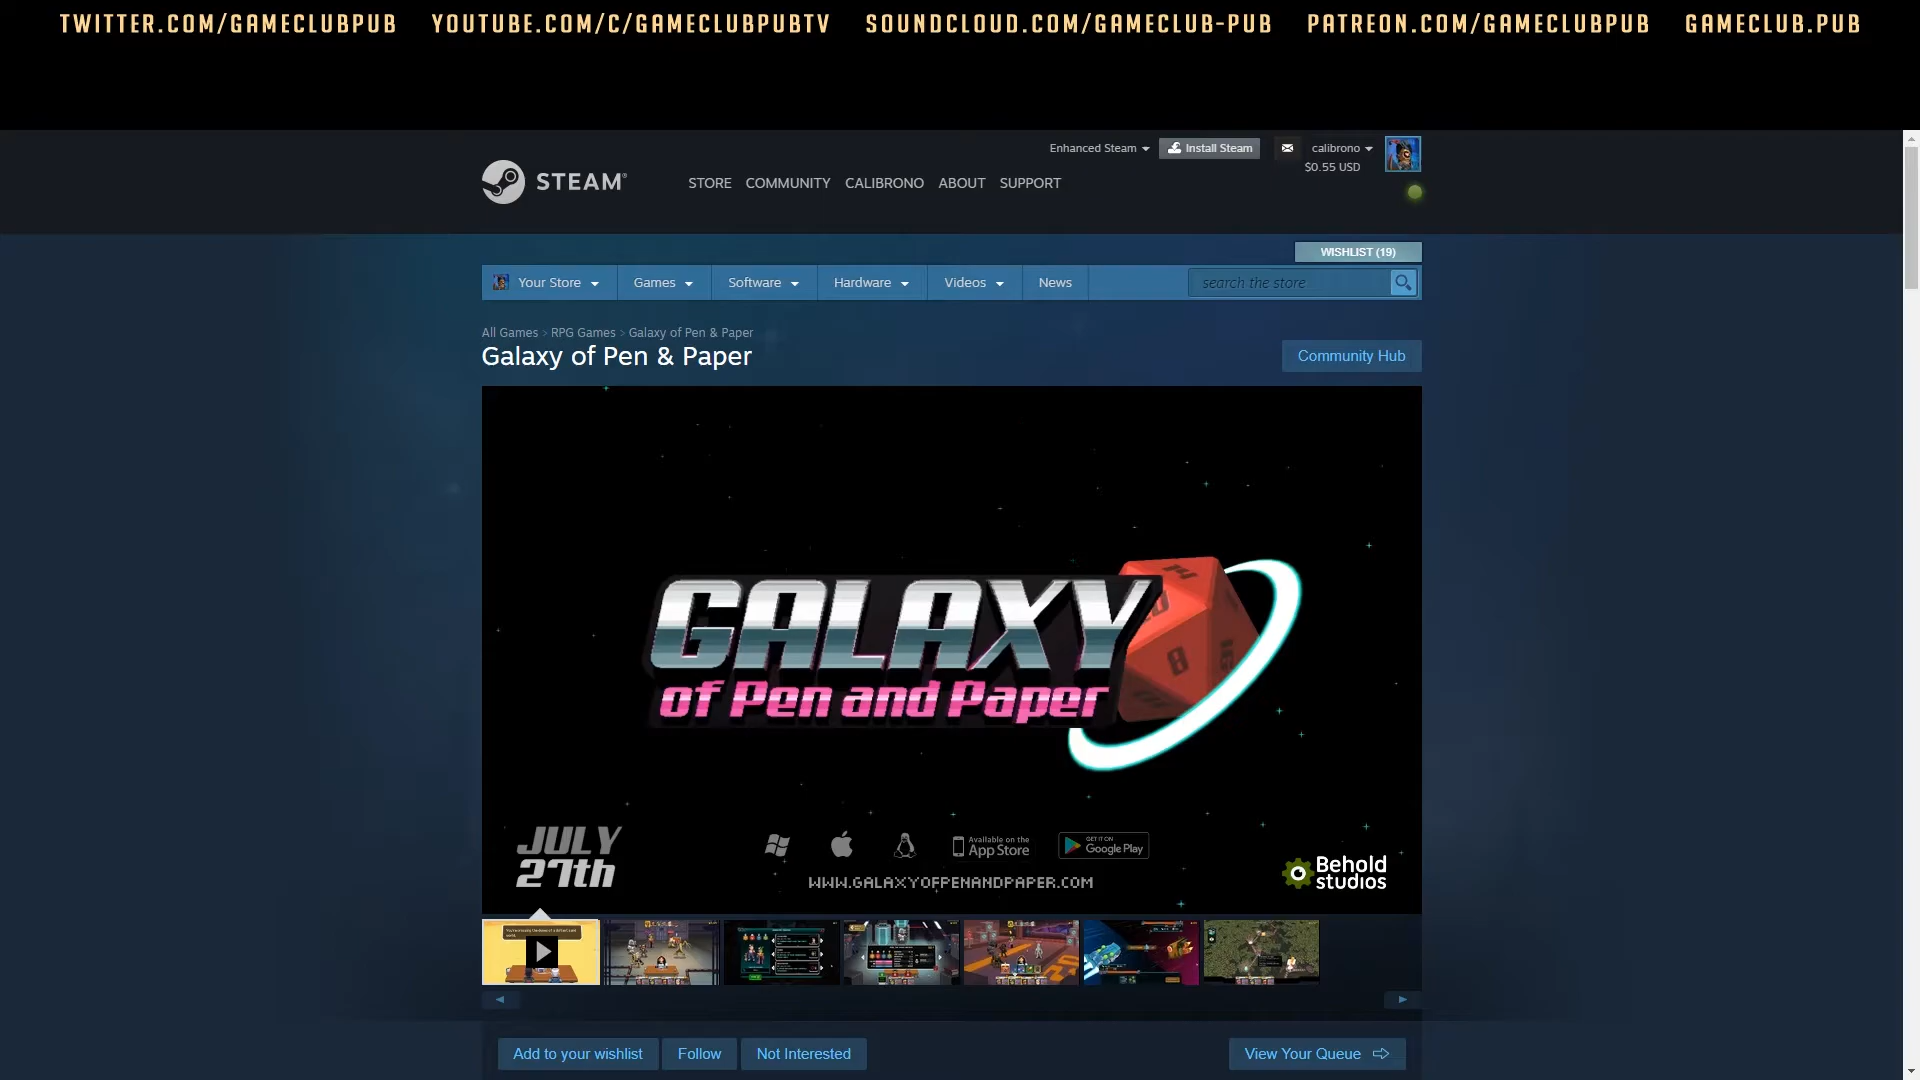 TWITTER.COM/GAMECLUBPUB YOUTUBE.COM/C/GAMECLUBPUBTV SOUNDCLOUD.COM/GAMECLUB-PUB PATREON.COM/GAMECLUBPUB GAMECLUB.PUB
Enhanced Steam Install Steam calibrono
$0.55 USD
STEAM
STORE COMMUNITY CALIBRONO ABOUT SUPPORT
WISHLIST (19)
Your Store Games Software Hardware Videos News search the store
All Games > RPG Games > Galaxy of Pen & Paper
Galaxy of Pen & Paper
Community Hub
GALAXY
of Pen and Paper
14
8
JULY
27th
Available on the
App Store
GET IT ON
Google Play
WWW.GALAXYOFPENANDPAPER.COM
Behold
studios
Add to your wishlist Follow Not Interested View Your Queue